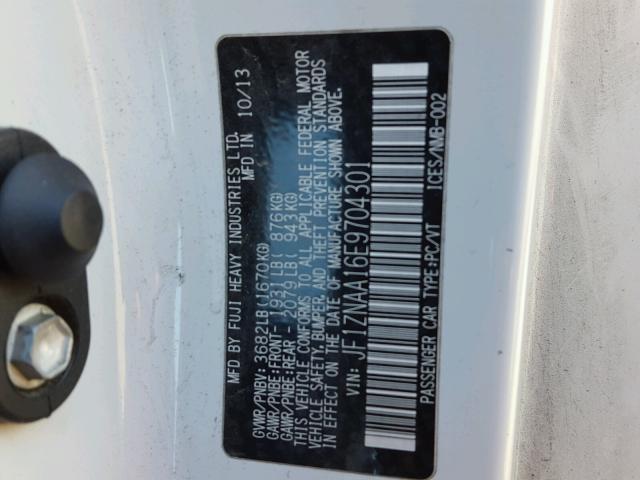 MFD BY FUJI HEAVY INDUSTRIES LTD.
MFD IN 10/13
GVWR/PNBV: 3682LB(1670KG)
GAWR/PNBE:FRONT- 1931LB( 876KG)
GAWR/PNBE:REAR - 2079LB( 943KG)
THIS VEHICLE CONFORMS TO ALL APPLICABLE FEDERAL MOTOR
VEHICLE SAFETY, BUMPER, AND THEFT PREVENTION STANDARDS
IN EFFECT ON THE DATE OF MANUFACTURE SHOWN ABOVE.
VIN: JF1ZNAA16E9704301
PASSENGER CAR TYPE:PC/VT ICES/NMB-002